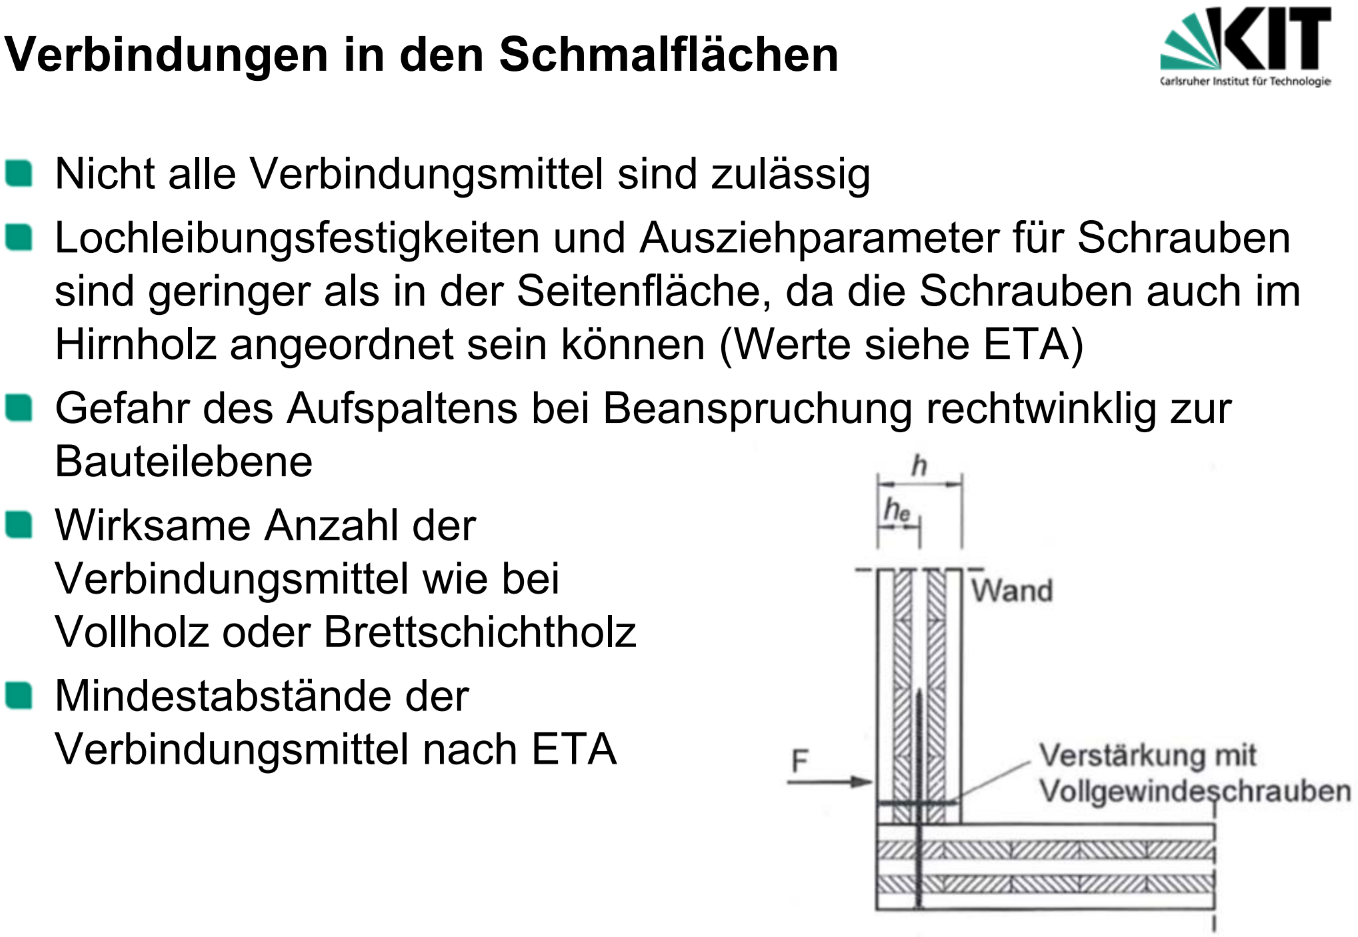 Verbindungen in den Schmalflächen
KIT
Karlsruher Institut für Technologie
Nicht alle Verbindungsmittel sind zulässig
Lochleibungsfestigkeiten und Ausziehparameter für Schrauben
sind geringer als in der Seitenfläche, da die Schrauben auch im
Hirnholz angeordnet sein können (Werte siehe ETA)
Gefahr des Aufspaltens bei Beanspruchung rechtwinklig zur
Bauteilebene
Wirksame Anzahl der
Verbindungsmittel wie bei
Vollholz oder Brettschichtholz
Mindestabstände der
Verbindungsmittel nach ETA
h
he
Wand
F
Verstärkung mit
Vollgewindeschrauben